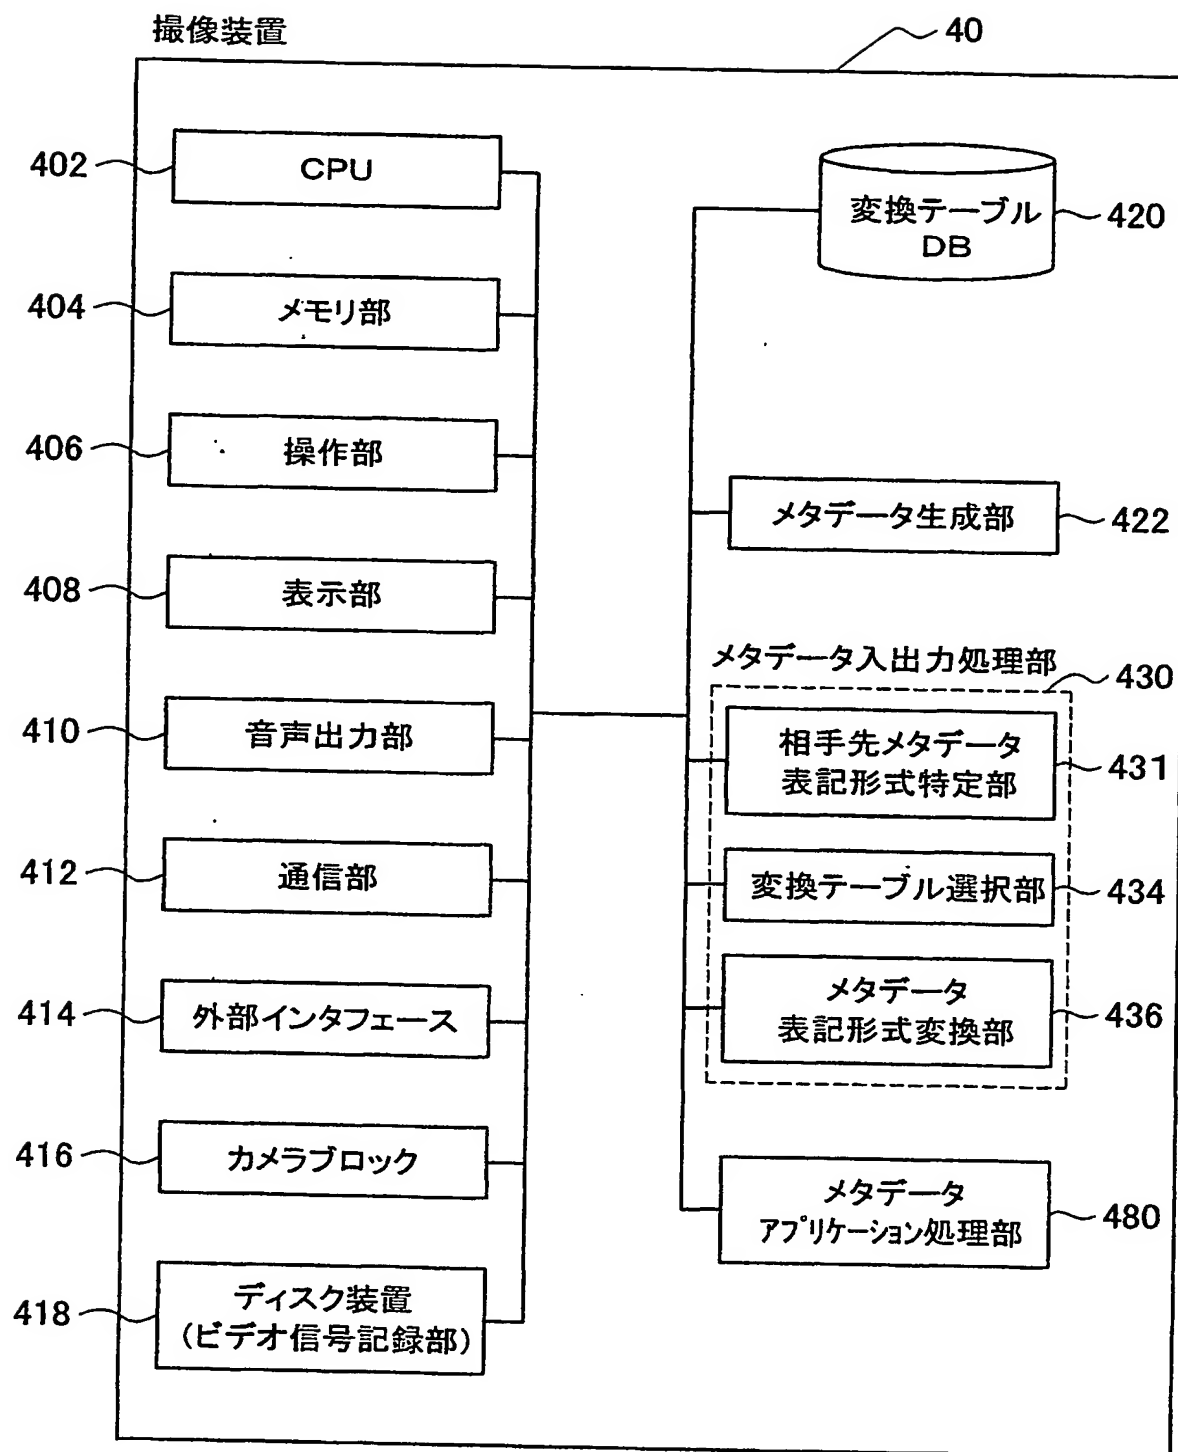 撮像装置
40
402
CPU
404
メモリ部
406
操作部
408
表示部
410
音声出力部
412
通信部
414
外部インタフェース
416
カメラブロック
418
ディスク装置
(ビデオ信号記録部)
変換テーブル
DB
420
メタデータ生成部
422
メタデータ入出力処理部
430
相手先メタデータ
表記形式特定部
431
変換テーブル選択部
434
メタデータ
表記形式変換部
436
メタデータ
アプリケーション処理部
480